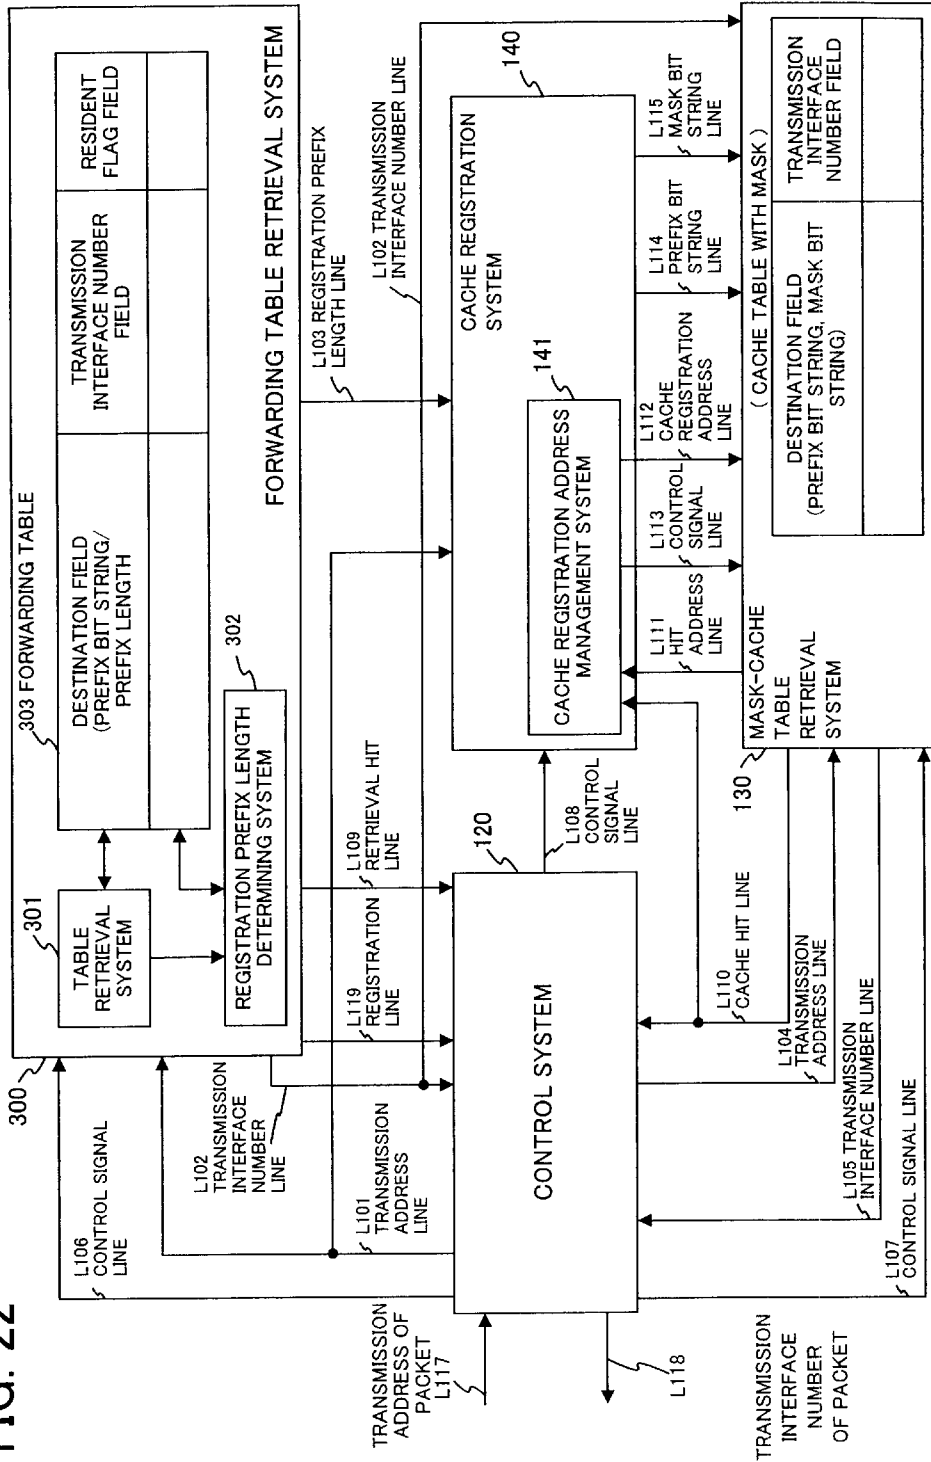 FIG. 22
300
303 FORWARDING TABLE
DESTINATION FIELD
(PREFIX BIT STRING/
PREFIX LENGTH
TRANSMISSION
INTERFACE NUMBER
FIELD
RESIDENT
FLAG FIELD
301
TABLE
RETRIEVAL
SYSTEM
302
REGISTRATION PREFIX LENGTH
DETERMINING SYSTEM
FORWARDING TABLE RETRIEVAL SYSTEM
L106
CONTROL SIGNAL
LINE
L102
TRANSMISSION
INTERFACE
NUMBER
LINE
L101
TRANSMISSION
ADDRESS
LINE
L119
REGISTRATION
LINE
L109
RETRIEVAL HIT
LINE
L103 REGISTRATION PREFIX
LENGTH LINE
L102 TRANSMISSION
INTERFACE NUMBER LINE
TRANSMISSION
ADDRESS OF
PACKET
L117
120
CONTROL SYSTEM
L118
TRANSMISSION
INTERFACE
NUMBER
OF PACKET
L108
CONTROL
SIGNAL
LINE
140
CACHE REGISTRATION
SYSTEM
141
CACHE REGISTRATION ADDRESS
MANAGEMENT SYSTEM
L110
CACHE HIT LINE
L104
TRANSMISSION
ADDRESS LINE
L105 TRANSMISSION
INTERFACE NUMBER LINE
L107
CONTROL SIGNAL LINE
L111
HIT
ADDRESS
LINE
L113
CONTROL
SIGNAL
LINE
L112
CACHE
REGISTRATION
ADDRESS
LINE
L114
PREFIX BIT
STRING
LINE
L115
MASK BIT
STRING
LINE
130
MASK-CACHE
TABLE
RETRIEVAL
SYSTEM
( CACHE TABLE WITH MASK )
DESTINATION FIELD
(PREFIX BIT STRING, MASK BIT
STRING)
TRANSMISSION
INTERFACE
NUMBER FIELD